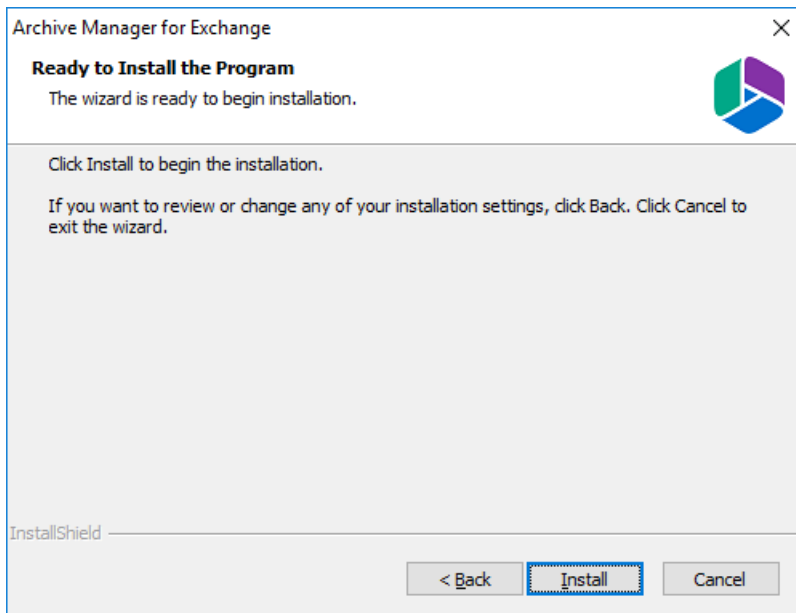 Archive Manager for Exchange
Ready to Install the Program
The wizard is ready to begin installation.
Click Install to begin the installation.
If you want to review or change any of your installation settings, click Back. Click Cancel to
exit the wizard.
InstallShield
< Back
Install
Cancel